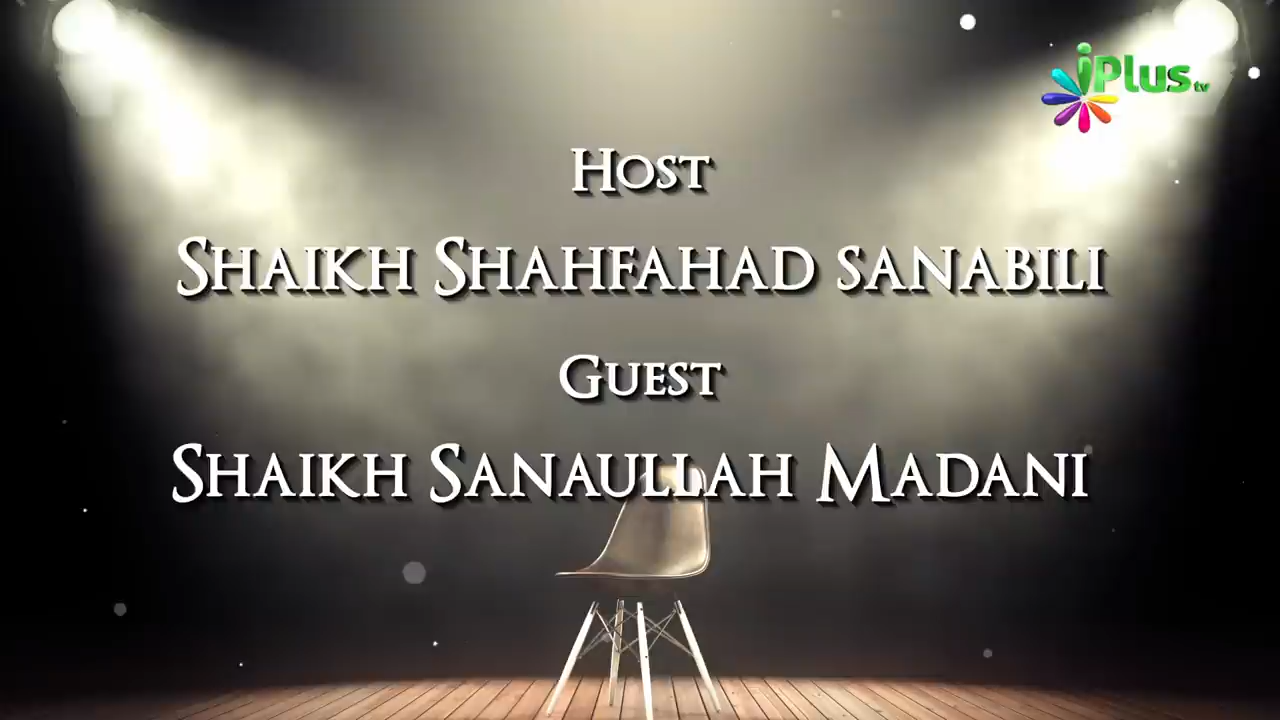 iPlus tv
Host
Shaikh Shahfahad sanabili
Guest
Shaikh Sanaullah Madani